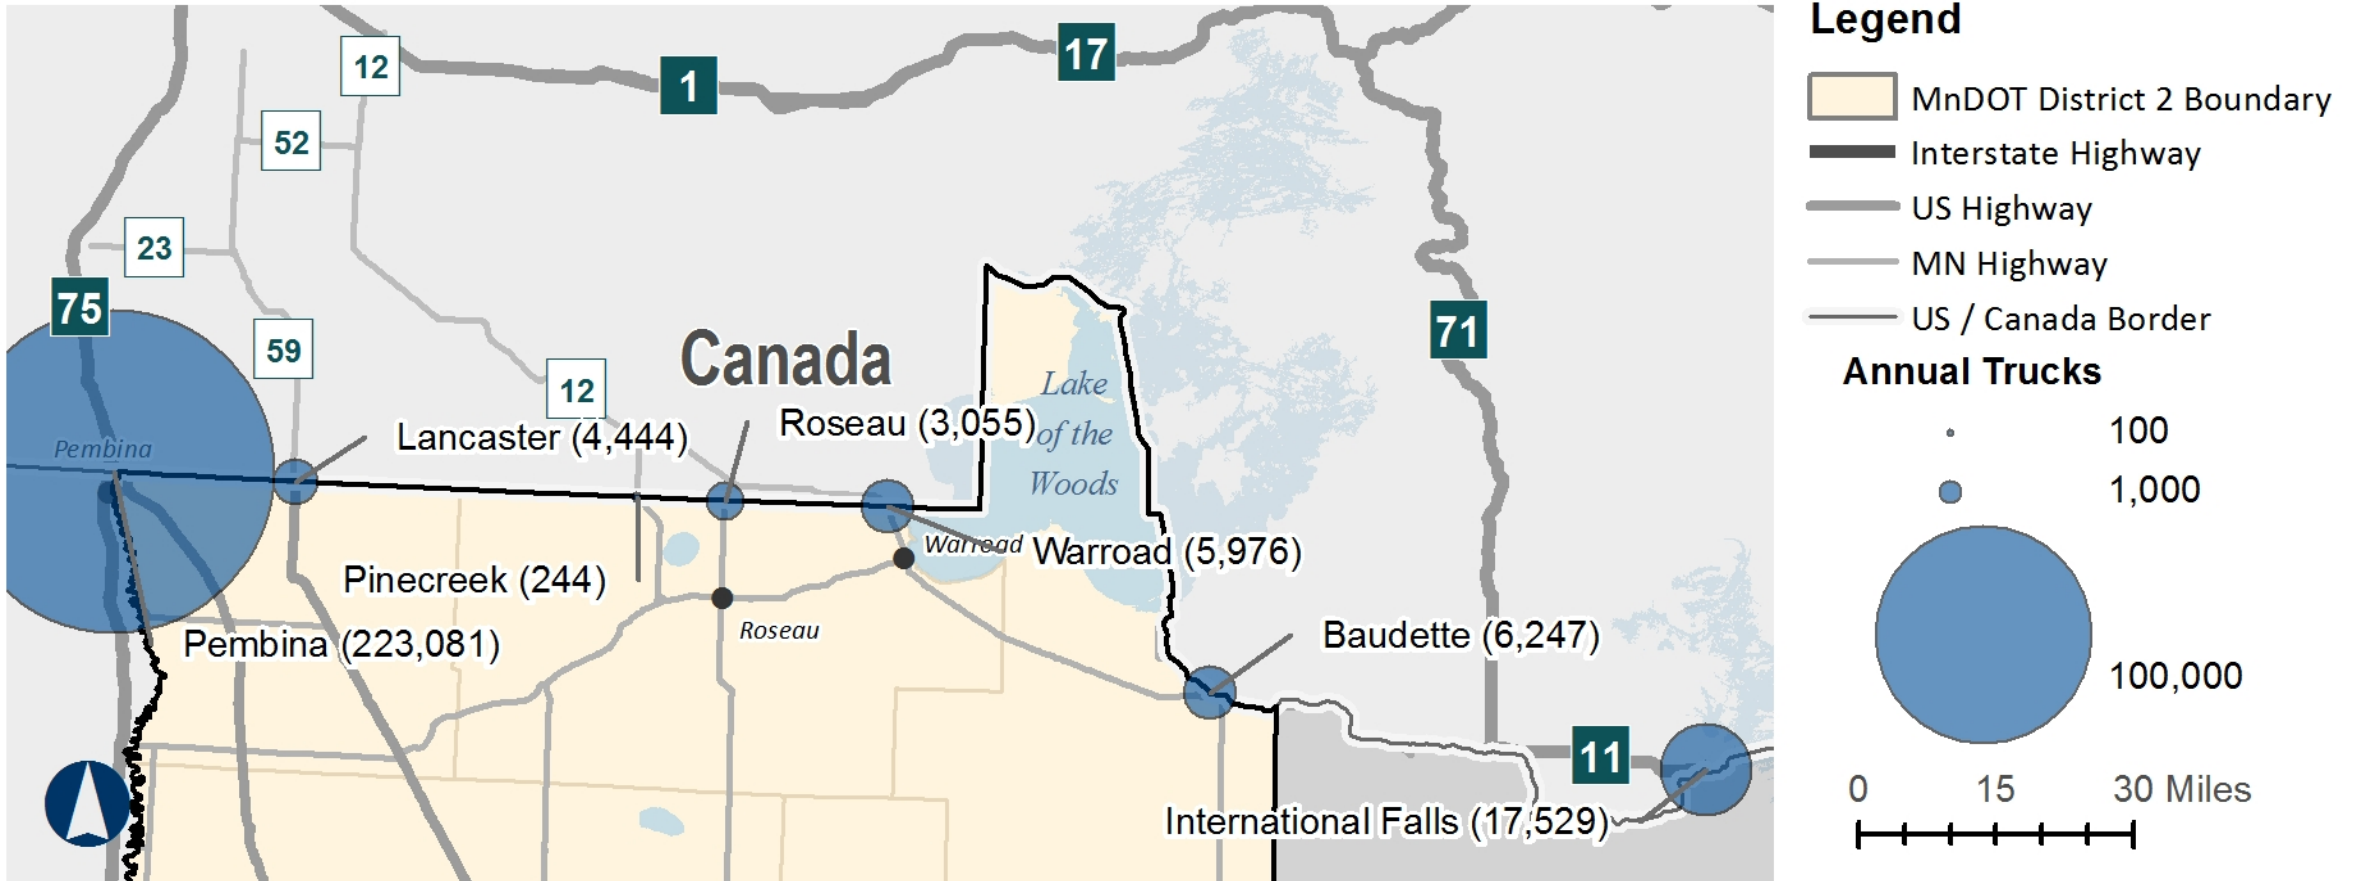 12
1
17
52
23
75
59
12
71
11
Canada
Lake
of the
Woods
Pembina
Lancaster (4,444)
Roseau (3,055)
Warroad
Warroad (5,976)
Pinecreek (244)
Roseau
Pembina (223,081)
Baudette (6,247)
International Falls (17,529)
Legend
MnDOT District 2 Boundary
Interstate Highway
US Highway
MN Highway
US / Canada Border
Annual Trucks
100
1,000
100,000
0 15 30 Miles